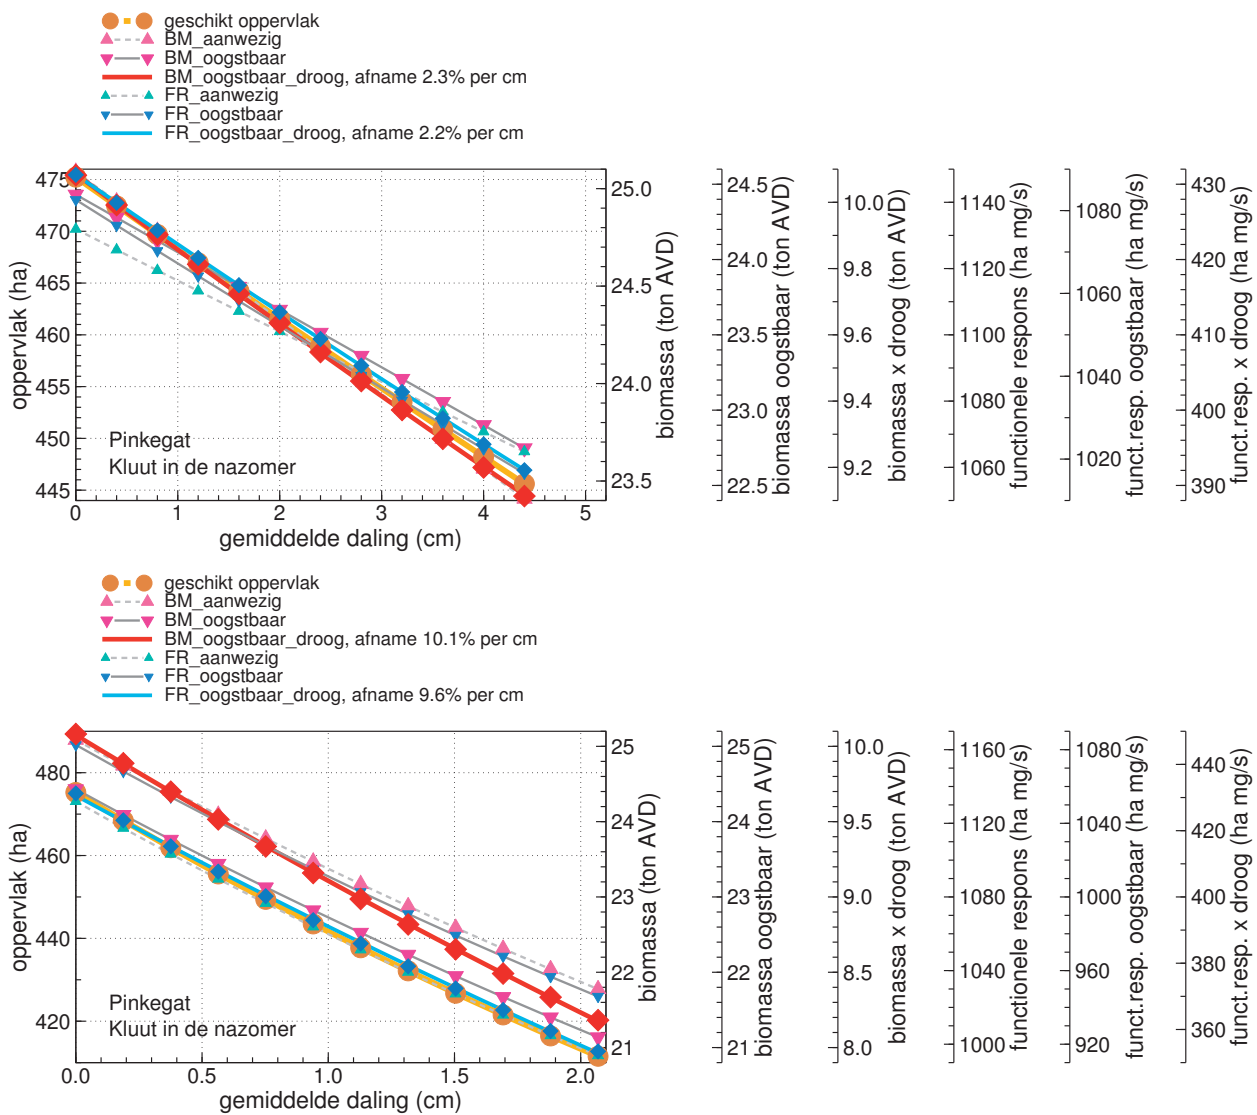 geschikt oppervlak
BM_aanwezig
BM_oogstbaar
BM_oogstbaar_droog, afname 2.3% per cm
FR_aanwezig
FR_oogstbaar
FR_oogstbaar_droog, afname 2.2% per cm
475
470
465
460
455
450
445
oppervlak (ha)
Pinkegat
Kluut in de nazomer
0 1 2 3 4 5
gemiddelde daling (cm)
25.0
24.5
24.0
23.5
biomassa (ton AVD)
24.5
24.0
23.5
23.0
22.5
biomassa oogstbaar (ton AVD)
10.0
9.8
9.6
9.4
9.2
biomassa x droog (ton AVD)
1140
1120
1100
1080
1060
functionele respons (ha mg/s)
1080
1060
1040
1020
funct.resp. oogstbaar (ha mg/s)
430
420
410
400
390
funct.resp. x droog (ha mg/s)
geschikt oppervlak
BM_aanwezig
BM_oogstbaar
BM_oogstbaar_droog, afname 10.1% per cm
FR_aanwezig
FR_oogstbaar
FR_oogstbaar_droog, afname 9.6% per cm
480
460
440
420
oppervlak (ha)
Pinkegat
Kluut in de nazomer
0.0 0.5 1.0 1.5 2.0
gemiddelde daling (cm)
25
24
23
22
21
biomassa (ton AVD)
25
24
23
22
21
biomassa oogstbaar (ton AVD)
10.0
9.5
9.0
8.5
8.0
biomassa x droog (ton AVD)
1160
1120
1080
1040
1000
functionele respons (ha mg/s)
1080
1040
1000
960
920
funct.resp. oogstbaar (ha mg/s)
440
420
400
380
360
funct.resp. x droog (ha mg/s)